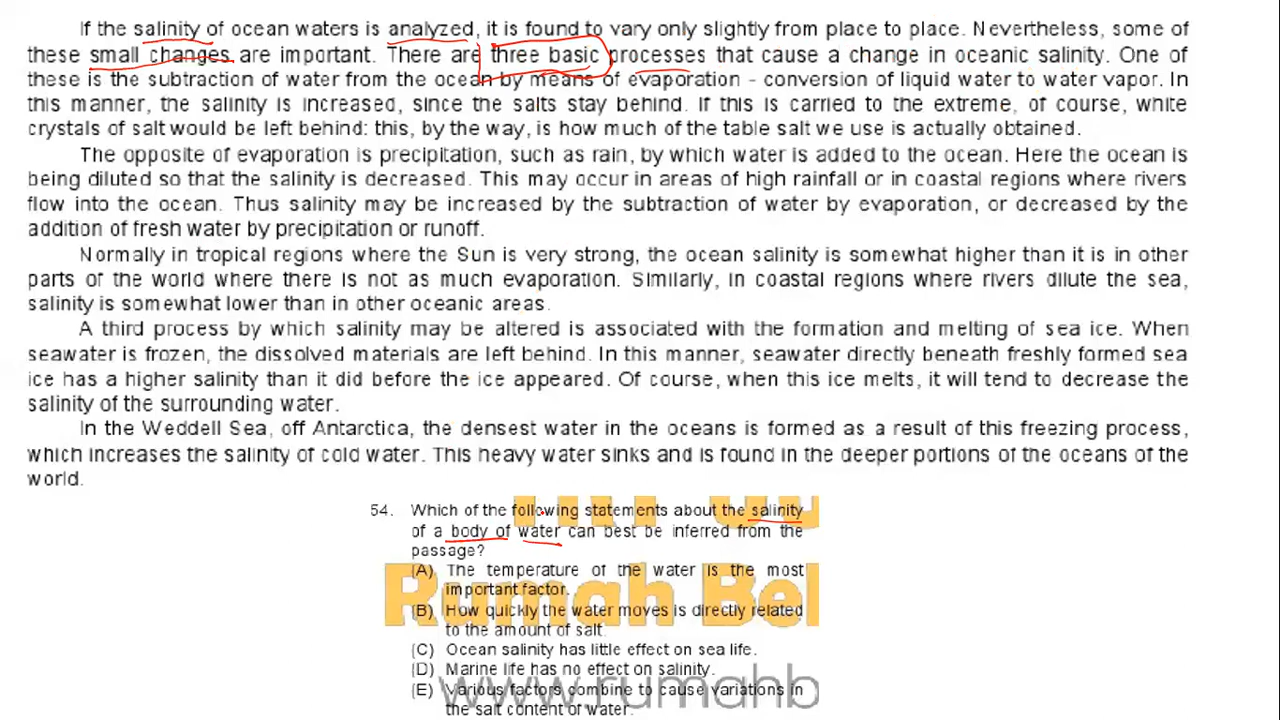 If the salinity of ocean waters is analyzed, it is found to vary only slightly from place to place. Nevertheless, some of
these small changes are important. There are three basic processes that cause a change in oceanic salinity. One of
these is the subtraction of water from the ocean by means of evaporation - conversion of liquid water to water vapor. In
this manner, the salinity is increased, since the salts stay behind. If this is carried to the extreme, of course, white
crystals of salt would be left behind: this, by the way, is how much of the table salt we use is actually obtained.
The opposite of evaporation is precipitation, such as rain, by which water is added to the ocean. Here the ocean is
being diluted so that the salinity is decreased. This may occur in areas of high rainfall or in coastal regions where rivers
flow into the ocean. Thus salinity may be increased by the subtraction of water by evaporation, or decreased by the
addition of fresh water by precipitation or runoff.
Normally in tropical regions where the Sun is very strong, the ocean salinity is somewhat higher than it is in other
parts of the world where there is not as much evaporation. Similarly, in coastal regions where rivers dilute the sea,
salinity is somewhat lower than in other oceanic areas.
A third process by which salinity may be altered is associated with the formation and melting of sea ice. When
seawater is frozen, the dissolved materials are left behind. In this manner, seawater directly beneath freshly formed sea
ice has a higher salinity than it did before the ice appeared. Of course, when this ice melts, it will tend to decrease the
salinity of the surrounding water.
In the Weddell Sea, off Antarctica, the densest water in the oceans is formed as a result of this freezing process,
which increases the salinity of cold water. This heavy water sinks and is found in the deeper portions of the oceans of the
world.
54. Which of the following statements about the salinity
of a body of water can best be inferred from the
passage?
(A) The temperature of the water is the most
important factor.
Rumah Bel
(B) How quickly the water moves is directly related
to the amount of salt.
(C) Ocean salinity has little effect on sea life.
(D) Marine life has no effect on salinity.
www.rumahb
(E) Various factors combine to cause variations in
the salt content of water.